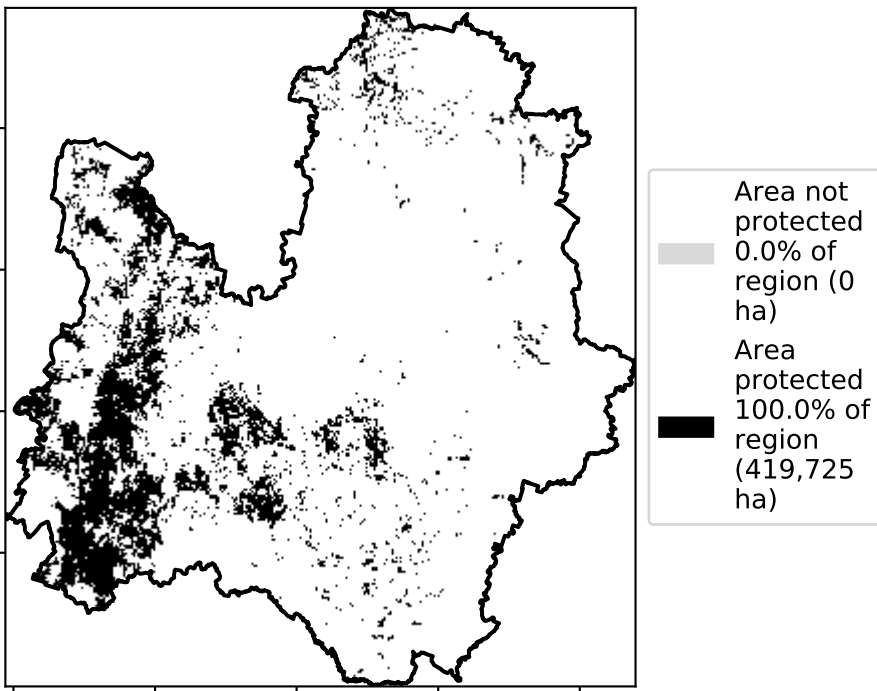 Area not
protected
0.0% of
region (0
ha)
Area
protected
100.0% of
region
(419,725
ha)